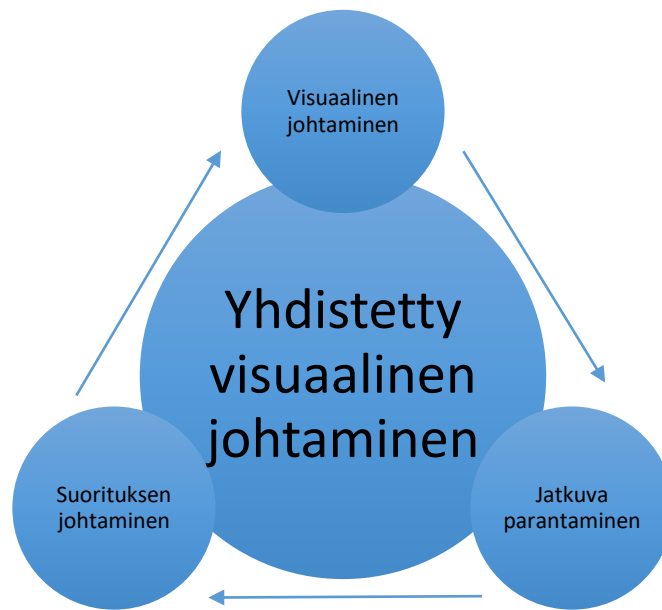 Visuaalinen
johtaminen
Yhdistetty
visuaalinen
johtaminen
Suorituksen
johtaminen
Jatkuva
parantaminen